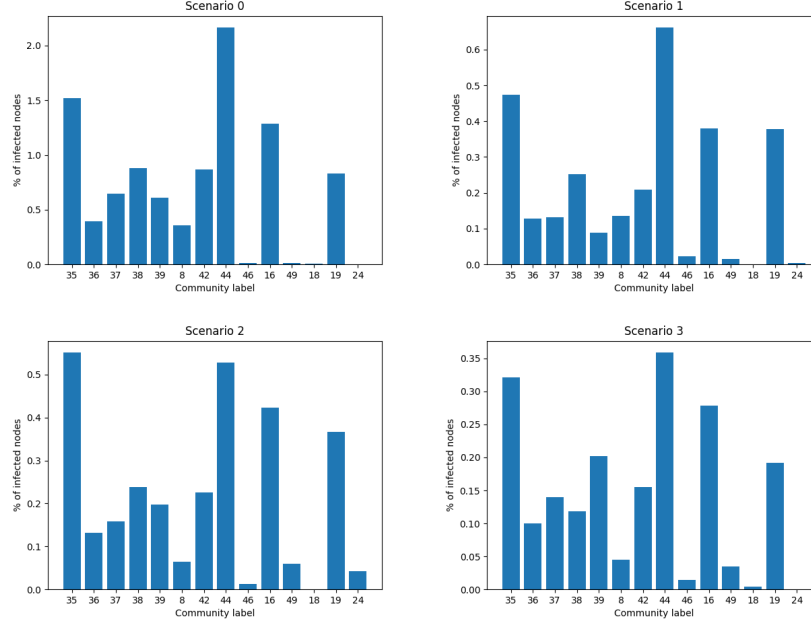 Scenario 0
% of infected nodes
2.0
1.5
1.0
0.5
0.0
35 36 37 38 39 8 42 44 46 16 49 18 19 24
Community label
Scenario 1
% of infected nodes
0.6
0.5
0.4
0.3
0.2
0.1
0.0
35 36 37 38 39 8 42 44 46 16 49 18 19 24
Community label
Scenario 2
% of infected nodes
0.5
0.4
0.3
0.2
0.1
0.0
35 36 37 38 39 8 42 44 46 16 49 18 19 24
Community label
Scenario 3
% of infected nodes
0.35
0.30
0.25
0.20
0.15
0.10
0.05
0.00
35 36 37 38 39 8 42 44 46 16 49 18 19 24
Community label